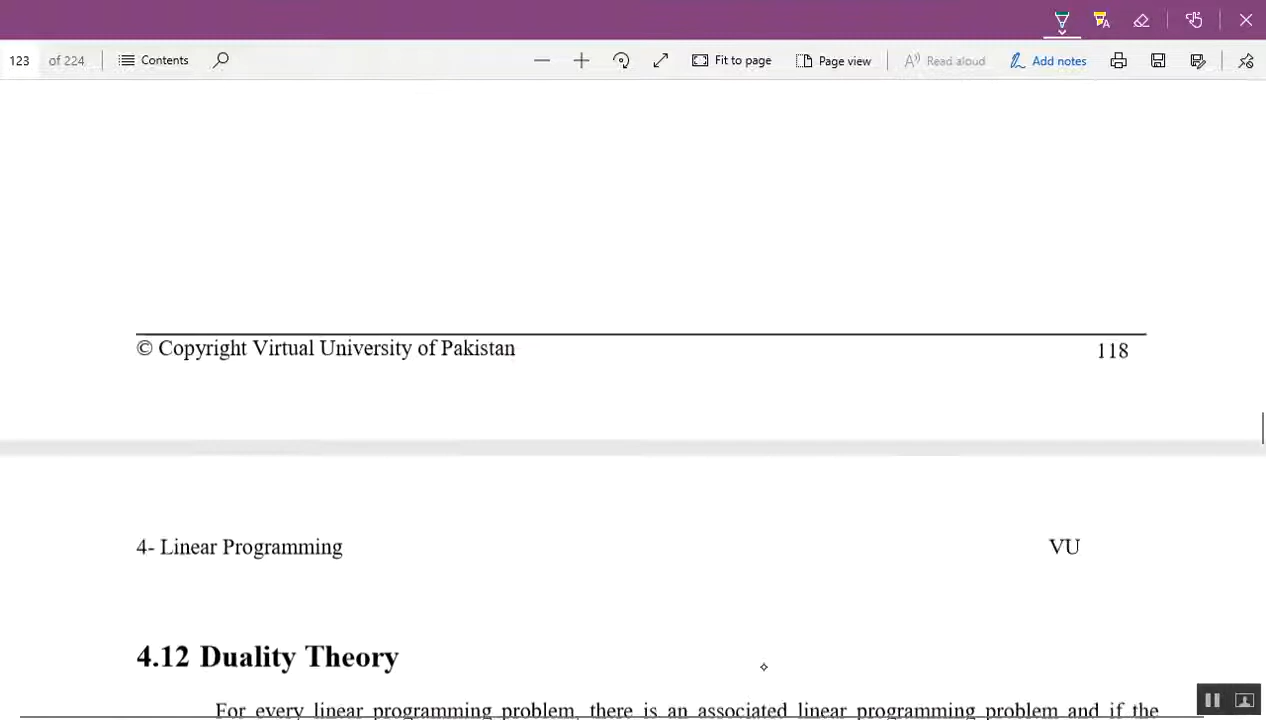 123 of 224 Contents Fit to page Page view Read aloud Add notes
© Copyright Virtual University of Pakistan 118
4- Linear Programming VU
4.12 Duality Theory
For every linear programming problem, there is an associated linear programming problem and if the